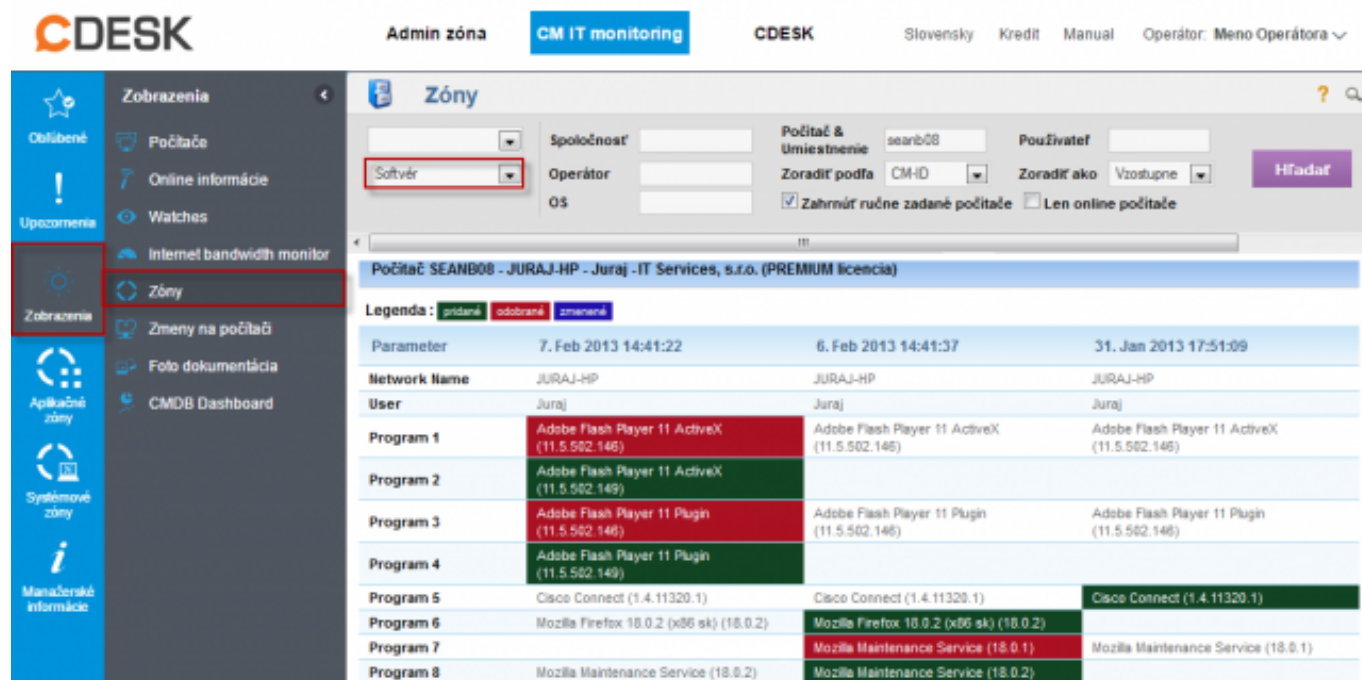 CDESK
Admin zóna CM IT monitoring CDESK Slovensky Kredit Manual Operátor: Meno Operátora
Obľúbené
Upozornenia
Zobrazenia
Aplikačné
zóny
Systémové
zóny
Manažerské
informácie
Zobrazenia
Počítače
Online informácie
Watches
Internet bandwidth monitor
Zóny
Zmeny na počítači
Foto dokumentácia
CMDB Dashboard
Zóny ?
Spoločnosť Počítač & Umiestnenie seanb08 Používateľ
Softvér Operátor Zoradiť podľa CM-ID Zoradiť ako Vzostupne Hľadať
OS Zahrnúť ručne zadané počítače Len online počítače
Počítač SEANB08 - JURAJ-HP - Juraj -IT Services, s.r.o. (PREMIUM licencia)
Legenda : pridané odobrané zmenené
Parameter 7. Feb 2013 14:41:22 6. Feb 2013 14:41:37 31. Jan 2013 17:51:09
Network Name JURAJ-HP JURAJ-HP JURAJ-HP
User Juraj Juraj Juraj
Program 1 Adobe Flash Player 11 ActiveX (11.5.502.146) Adobe Flash Player 11 ActiveX (11.5.502.146) Adobe Flash Player 11 ActiveX (11.5.502.146)
Program 2 Adobe Flash Player 11 ActiveX (11.5.502.149)
Program 3 Adobe Flash Player 11 Plugin (11.5.502.146) Adobe Flash Player 11 Plugin (11.5.502.146) Adobe Flash Player 11 Plugin (11.5.502.146)
Program 4 Adobe Flash Player 11 Plugin (11.5.502.149)
Program 5 Cisco Connect (1.4.11320.1) Cisco Connect (1.4.11320.1) Cisco Connect (1.4.11320.1)
Program 6 Mozilla Firefox 18.0.2 (x86 sk) (18.0.2) Mozilla Firefox 18.0.2 (x86 sk) (18.0.2)
Program 7 Mozilla Maintenance Service (18.0.1) Mozilla Maintenance Service (18.0.1)
Program 8 Mozilla Maintenance Service (18.0.2) Mozilla Maintenance Service (18.0.2)